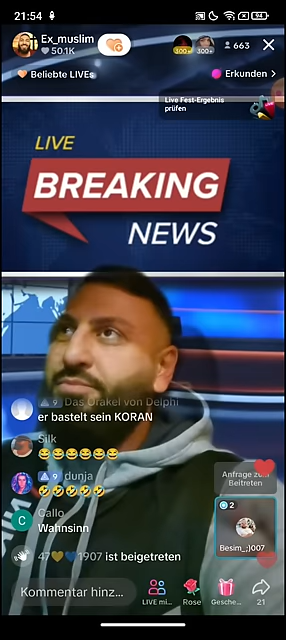 21:54
94
Ex_muslim
50.1K
300+
300+
663
Beliebte LIVEs
Erkunden
Live Fest-Ergebnis
prüfen
LIVE
BREAKING
NEWS
9 Das Orakel von Delphi
er bastelt sein KORAN
Silk
9 dunja
C
Callo
Wahnsinn
47💙💛1907 ist beigetreten
Anfrage zum
Beitreten
2
Besim_;)007
Kommentar hinz...
LIVE mi...
Rose
Gesche...
21